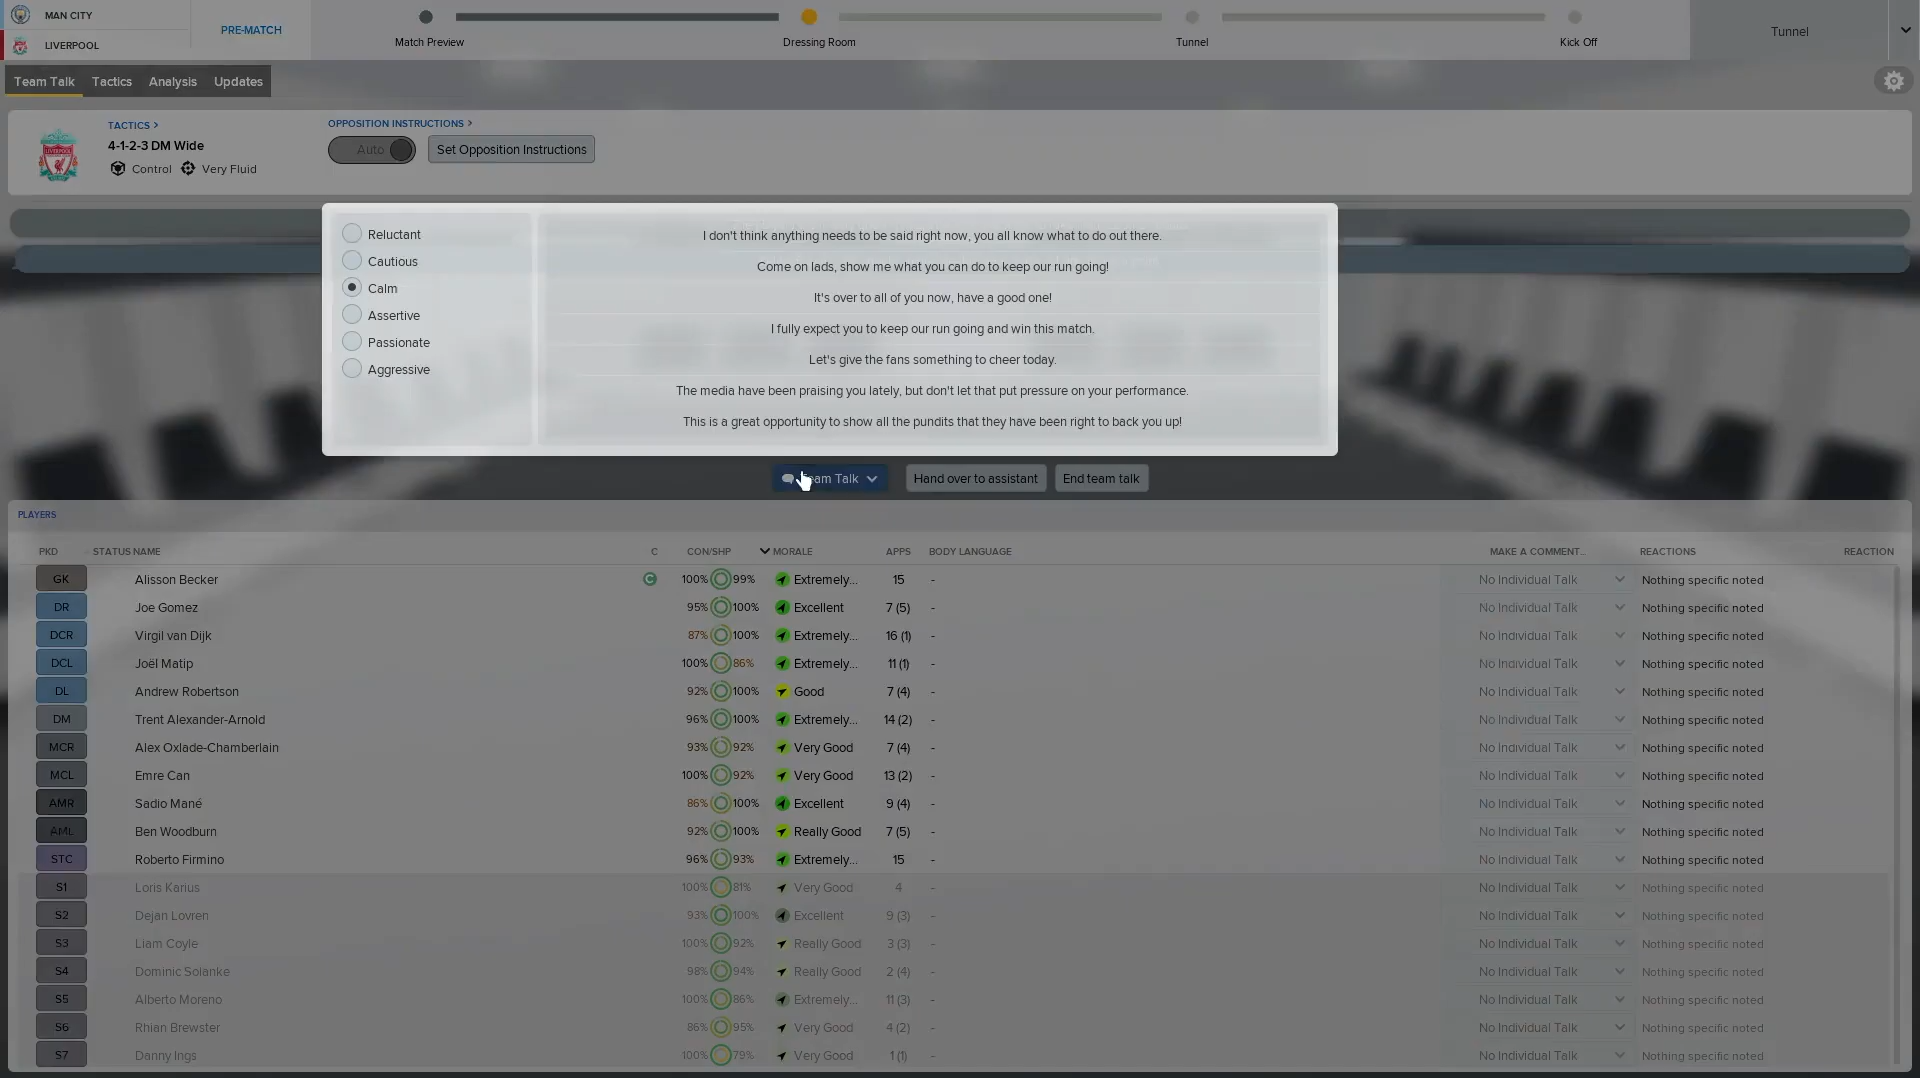 MAN CITY
LIVERPOOL
PRE-MATCH
Match Preview
Dressing Room
Tunnel
Kick Off
Tunnel
Team Talk
Tactics
Analysis
Updates
TACTICS >
4-1-2-3 DM Wide
Control
Very Fluid
OPPOSITION INSTRUCTIONS >
Auto
Set Opposition Instructions
Reluctant
Cautious
Calm
Assertive
Passionate
Aggressive
I don't think anything needs to be said right now, you all know what to do out there.
Come on lads, show me what you can do to keep our run going!
It's over to all of you now, have a good one!
I fully expect you to keep our run going and win this match.
Let's give the fans something to cheer today.
The media have been praising you lately, but don't let that put pressure on your performance.
This is a great opportunity to show all the pundits that they have been right to back you up!
Talk
Hand over to assistant
End team talk
PLAYERS
PKD STATUS NAME C CON/SHP MORALE APPS BODY LANGUAGE MAKE A COMMENT... REACTIONS REACTION
GK Alisson Becker C 100% 99% Extremely... 15 - No Individual Talk Nothing specific noted
DR Joe Gomez 95% 100% Excellent 7 (5) - No Individual Talk Nothing specific noted
DCR Virgil van Dijk 87% 100% Extremely... 16 (1) - No Individual Talk Nothing specific noted
DCL Joël Matip 100% 86% Extremely... 11 (1) - No Individual Talk Nothing specific noted
DL Andrew Robertson 92% 100% Good 7 (4) - No Individual Talk Nothing specific noted
DM Trent Alexander-Arnold 96% 100% Extremely... 14 (2) - No Individual Talk Nothing specific noted
MCR Alex Oxlade-Chamberlain 93% 92% Very Good 7 (4) - No Individual Talk Nothing specific noted
MCL Emre Can 100% 92% Very Good 13 (2) - No Individual Talk Nothing specific noted
AMR Sadio Mané 86% 100% Excellent 9 (4) - No Individual Talk Nothing specific noted
AML Ben Woodburn 92% 100% Really Good 7 (5) - No Individual Talk Nothing specific noted
STC Roberto Firmino 96% 93% Extremely... 15 - No Individual Talk Nothing specific noted
S1 Loris Karius 100% 81% Very Good 4 - No Individual Talk Nothing specific noted
S2 Dejan Lovren 93% 100% Excellent 9 (3) - No Individual Talk Nothing specific noted
S3 Liam Coyle 100% 92% Really Good 3 (3) - No Individual Talk Nothing specific noted
S4 Dominic Solanke 98% 94% Really Good 2 (4) - No Individual Talk Nothing specific noted
S5 Alberto Moreno 100% 86% Extremely... 11 (3) - No Individual Talk Nothing specific noted
S6 Rhian Brewster 86% 95% Very Good 4 (2) - No Individual Talk Nothing specific noted
S7 Danny Ings 100% 79% Very Good 1 (1) - No Individual Talk Nothing specific noted